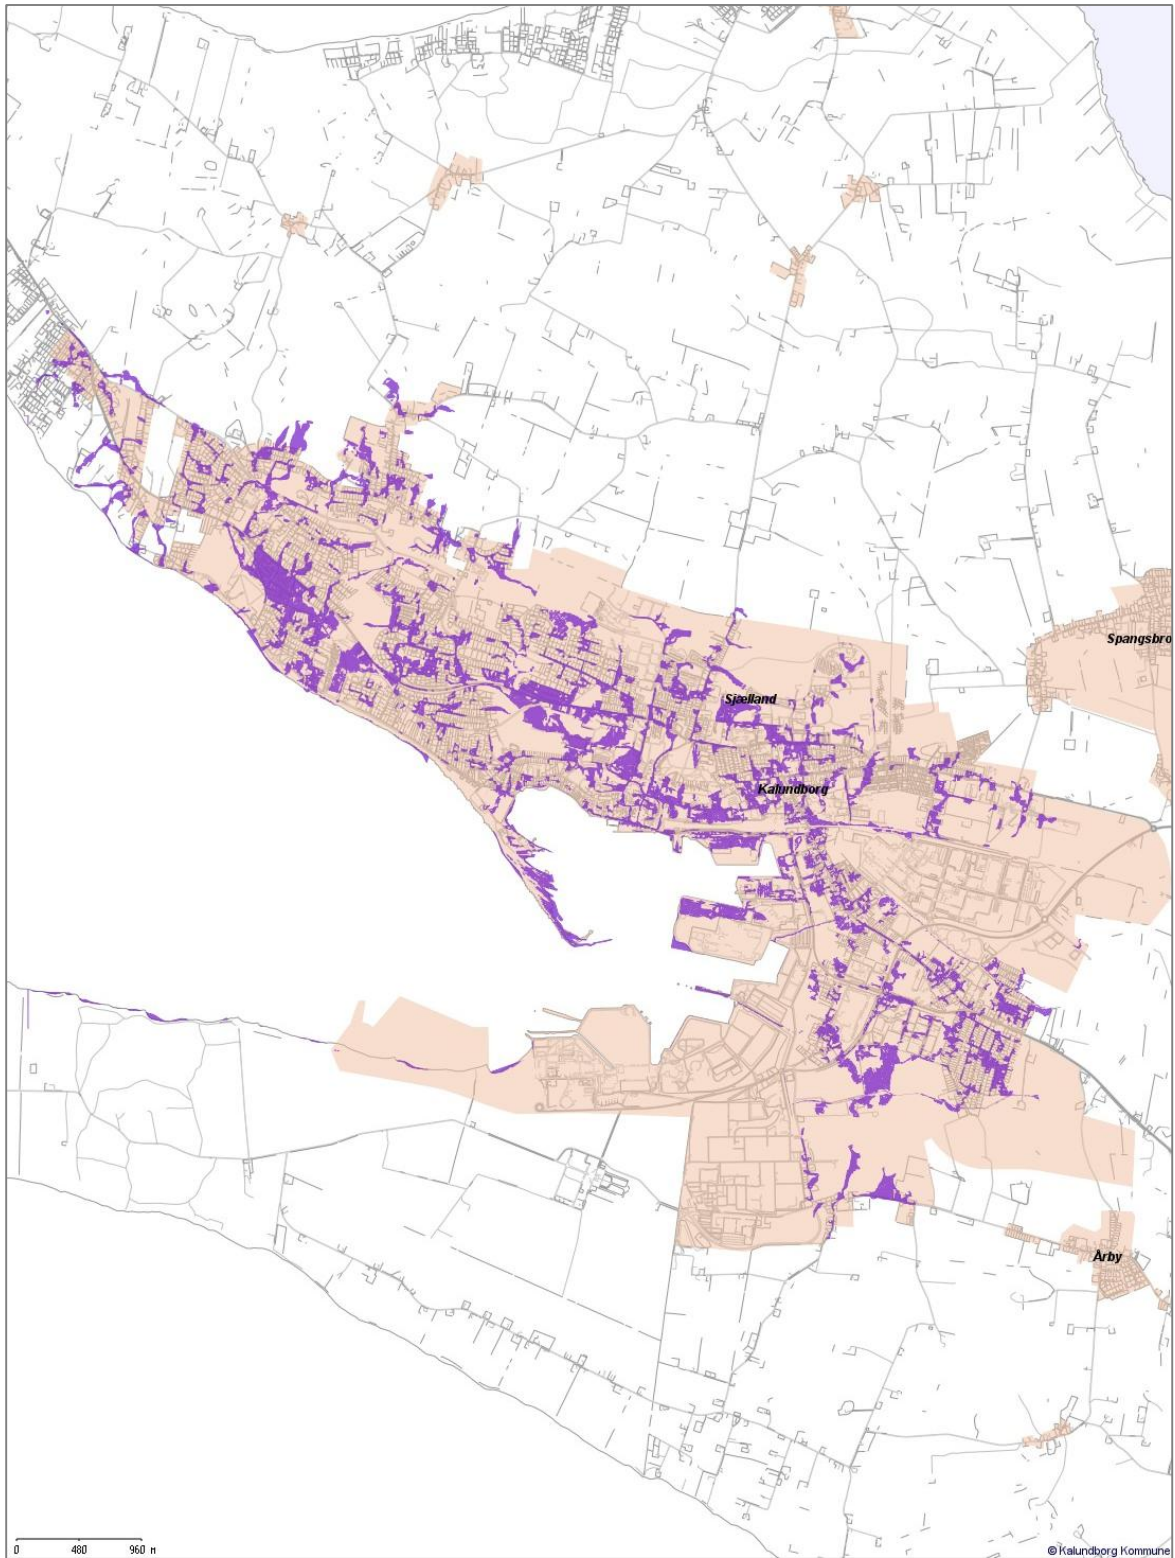 Spangsbro
Sjælland
Kalundborg
Årby
0 480 960 M
© Kalundborg Kommune